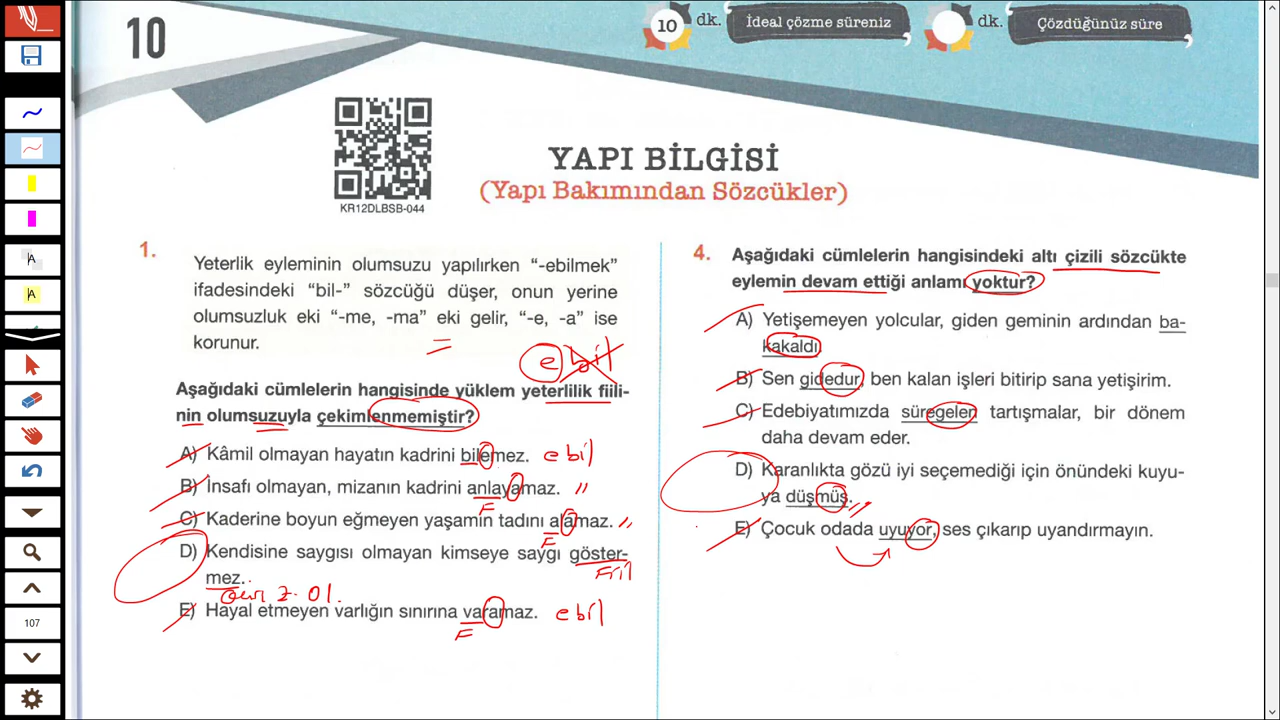 10
10 dk. İdeal çözme süreniz
dk. Çözdüğünüz süre
KR12DLBSB-044
YAPI BİLGİSİ
(Yapı Bakımından Sözcükler)
1.
Yeterlik eyleminin olumsuzu yapılırken “-ebilmek”
ifadesindeki “bil-” sözcüğü düşer, onun yerine
olumsuzluk eki “-me, -ma” eki gelir, “-e, -a” ise
korunur.
e bil
Aşağıdaki cümlelerin hangisinde yüklem yeterlilik fiili-
nin olumsuzuyla çekimlenmemiştir?
A) Kâmil olmayan hayatın kadrini bilemez. ebil
B) İnsafı olmayan, mizanın kadrini anlayamaz. "
F
C) Kaderine boyun eğmeyen yaşamin tadını alamaz. "
F
D) Kendisine saygısı olmayan kimseye saygı göster-
mez.
Fiil
z. Ol.
E) Hayal etmeyen varlığın sınırına varamaz. ebil
F
4. Aşağıdaki cümlelerin hangisindeki altı çizili sözcükte
eylemin devam ettiği anlamı yoktur?
A) Yetişemeyen yolcular, giden geminin ardından ba-
kakaldı.
B) Sen gidedur, ben kalan işleri bitirip sana yetişirim.
C) Edebiyatımızda süregelen tartışmalar, bir dönem
daha devam eder.
D) Karanlıkta gözü iyi seçemediği için önündeki kuyu-
ya düşmüş.
E) Çocuk odada uyuyor, ses çıkarıp uyandırmayın.
A
A
107